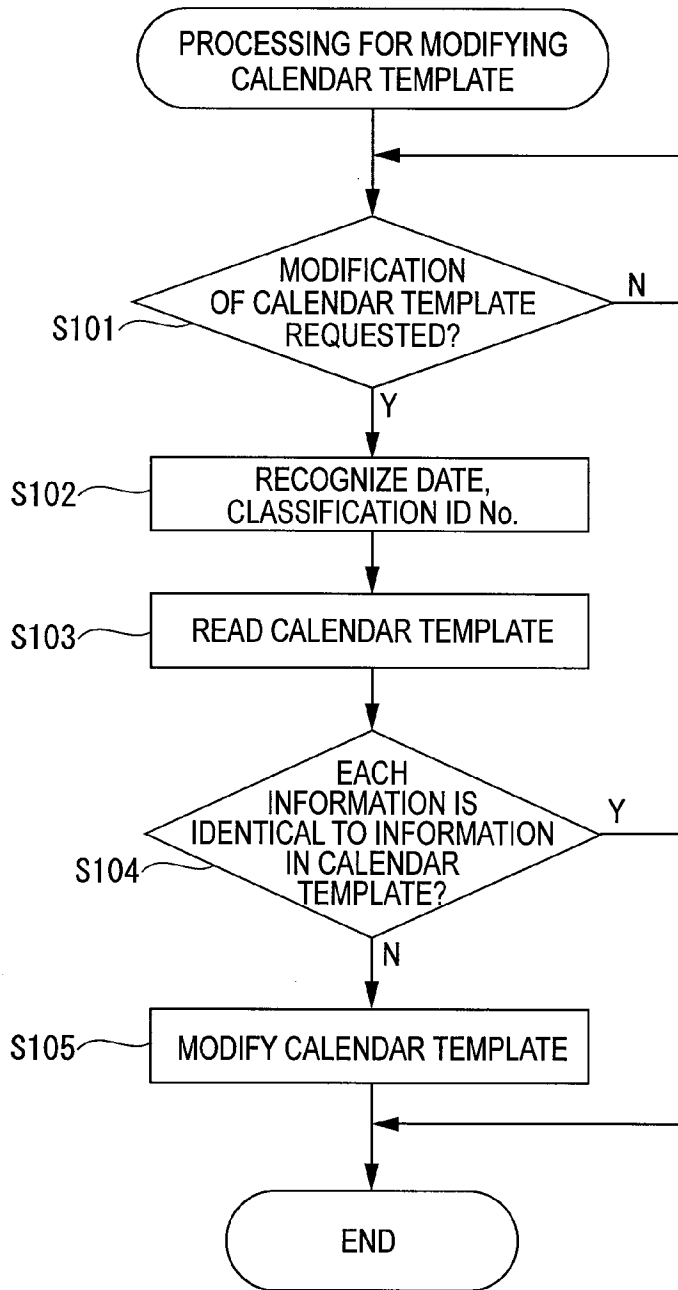 PROCESSING FOR MODIFYING
CALENDAR TEMPLATE
MODIFICATION
OF CALENDAR TEMPLATE
REQUESTED?
N
S101
Y
S102
RECOGNIZE DATE,
CLASSIFICATION ID No.
S103
READ CALENDAR TEMPLATE
EACH
INFORMATION IS
IDENTICAL TO INFORMATION
IN CALENDAR
TEMPLATE?
Y
S104
N
S105
MODIFY CALENDAR TEMPLATE
END